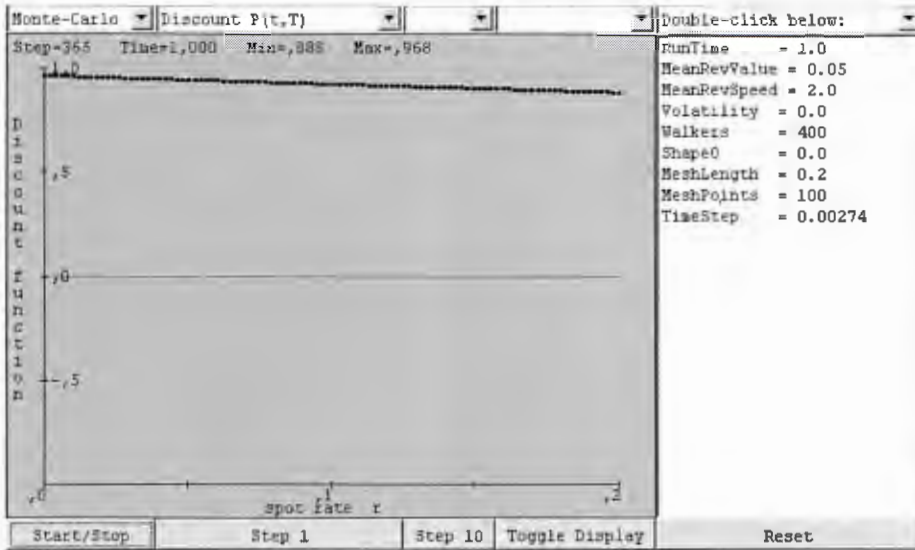 Monte-Carlo Discount P(t,T) Double-click below:
Step=365 Time=1,000 Min=,888 Max=,968
RunTime = 1.0
MeanRevValue = 0.05
MeanRevSpeed = 2.0
Volatility = 0.0
Walkers = 400
Shape0 = 0.0
MeshLength = 0.2
MeshPoints = 100
TimeStep = 0.00274
Discount function
1,0
,5
,0
-,5
,0 ,1 ,2
spot rate r
Start/Stop Step 1 Step 10 Toggle Display Reset